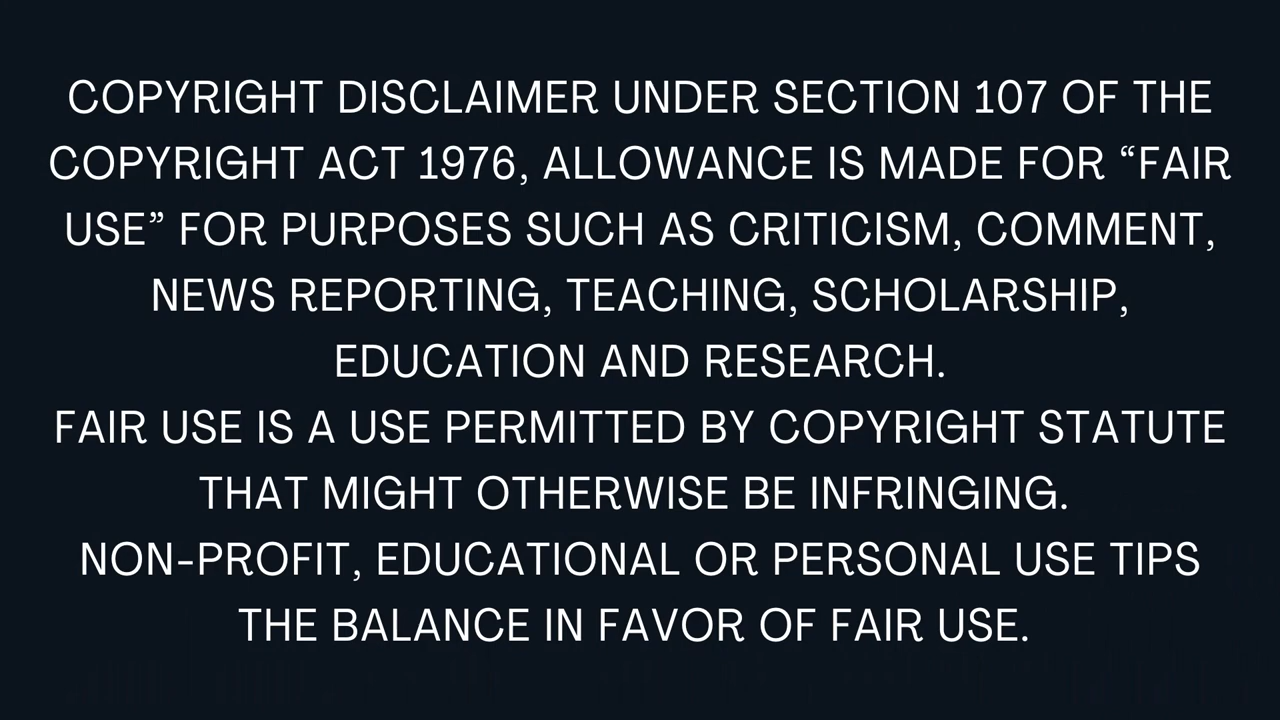 COPYRIGHT DISCLAIMER UNDER SECTION 107 OF THE
COPYRIGHT ACT 1976, ALLOWANCE IS MADE FOR “FAIR
USE” FOR PURPOSES SUCH AS CRITICISM, COMMENT,
NEWS REPORTING, TEACHING, SCHOLARSHIP,
EDUCATION AND RESEARCH.
FAIR USE IS A USE PERMITTED BY COPYRIGHT STATUTE
THAT MIGHT OTHERWISE BE INFRINGING.
NON-PROFIT, EDUCATIONAL OR PERSONAL USE TIPS
THE BALANCE IN FAVOR OF FAIR USE.